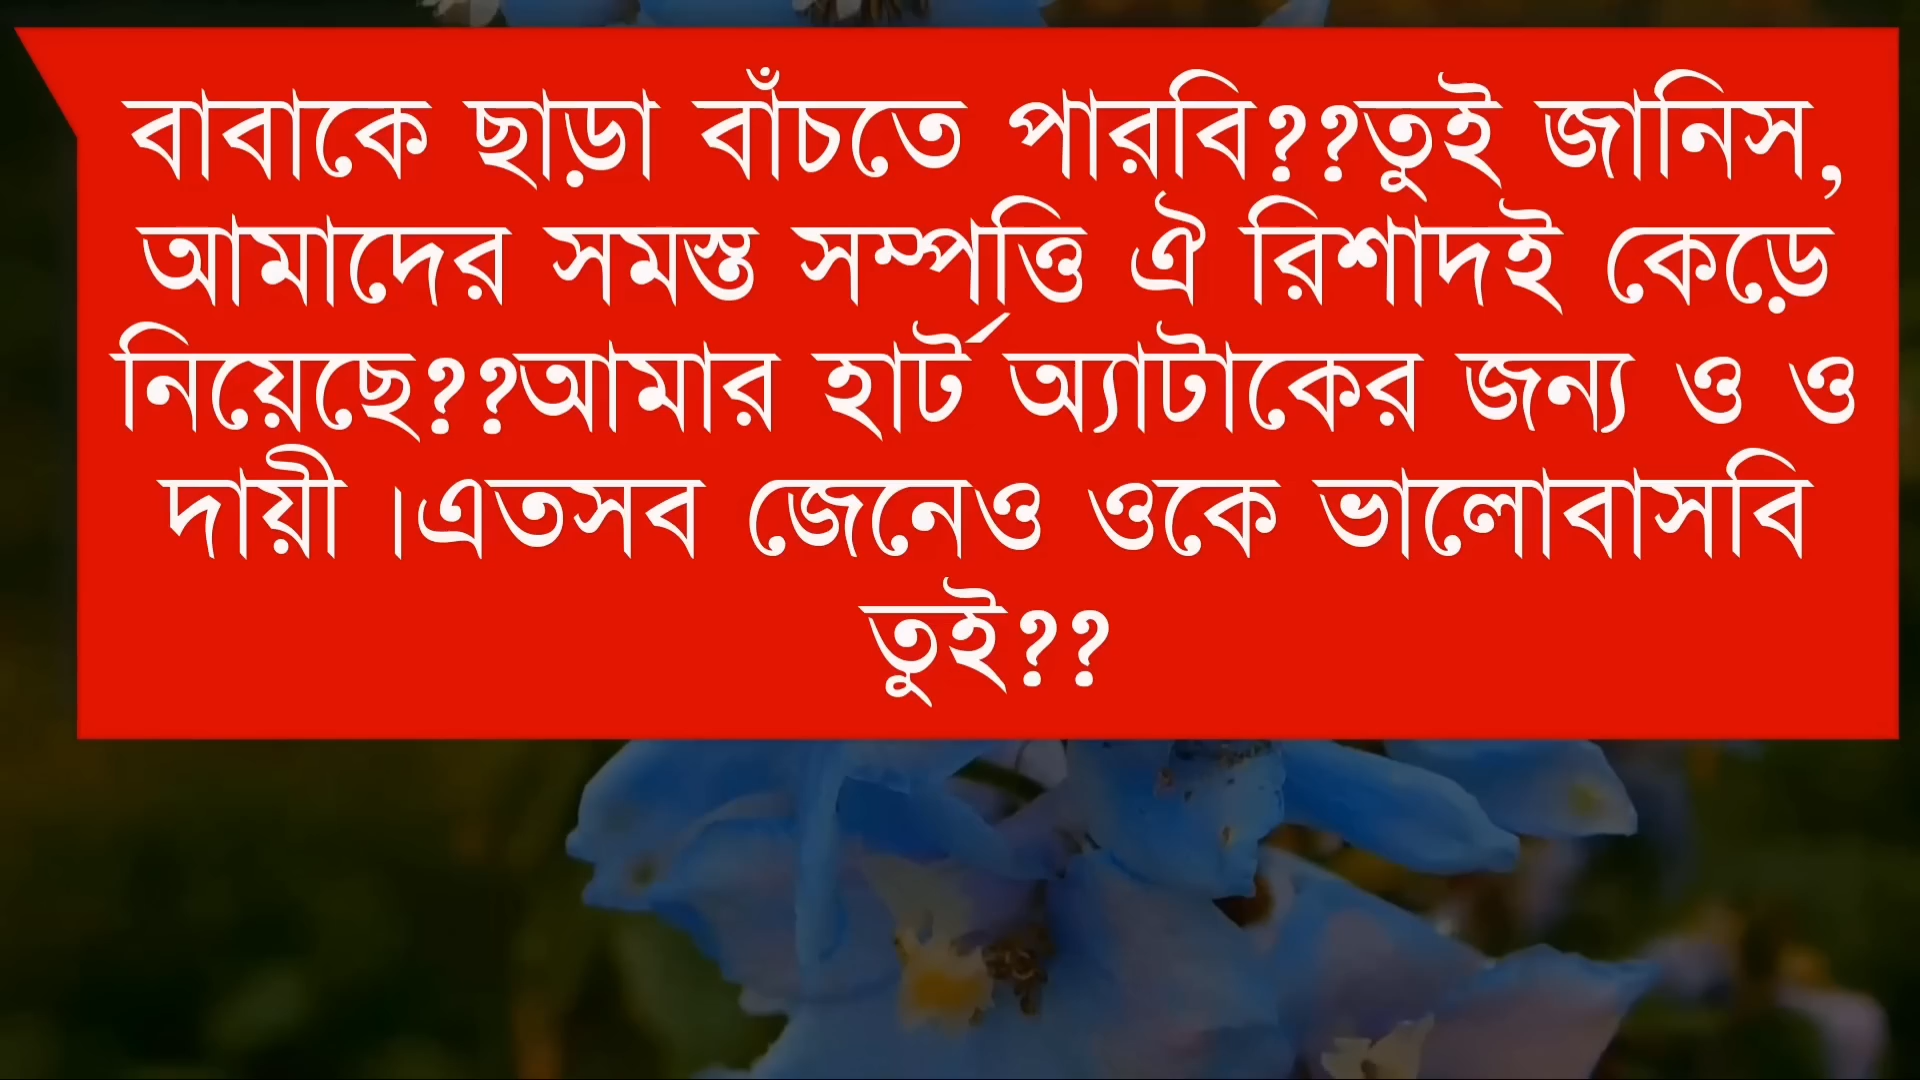 বাবাকে ছাড়া বাঁচতে পারবি??তুই জানিস,
আমাদের সমস্ত সম্পত্তি ঐ রিশাদই কেড়ে
নিয়েছে??আমার হার্ট অ্যাটাকের জন্য ও ও
দায়ী ।এতসব জেনেও ওকে ভালোবাসবি
তুই??